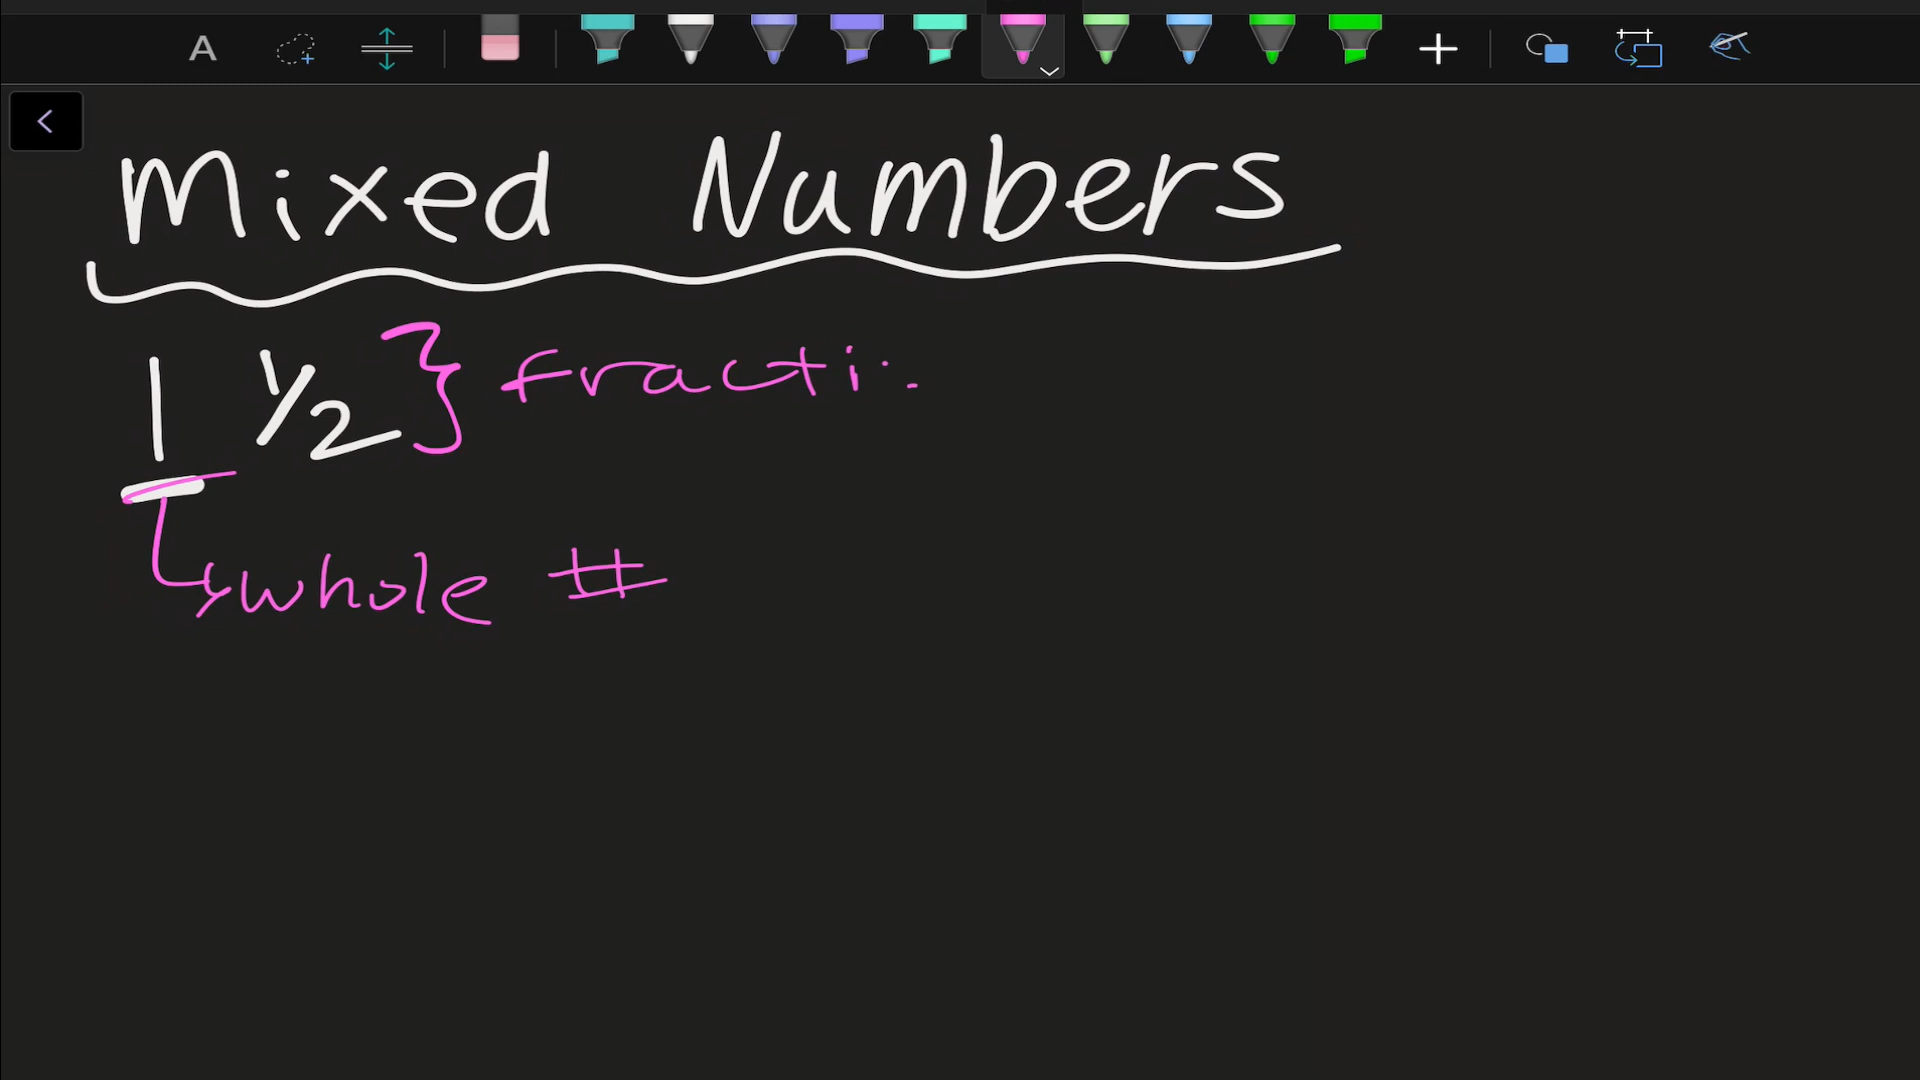 A
Mixed Numbers
1 1/2 } fracti
whole #